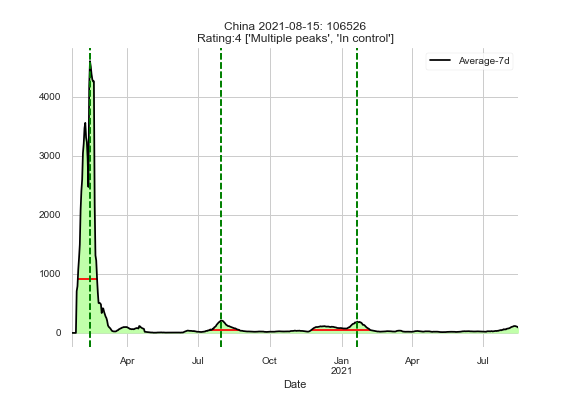 China 2021-08-15: 106526
Rating:4 ['Multiple peaks', 'In control']
Average-7d
4000
3000
2000
1000
0
Apr
Jul
Oct
Jan
2021
Apr
Jul
Date